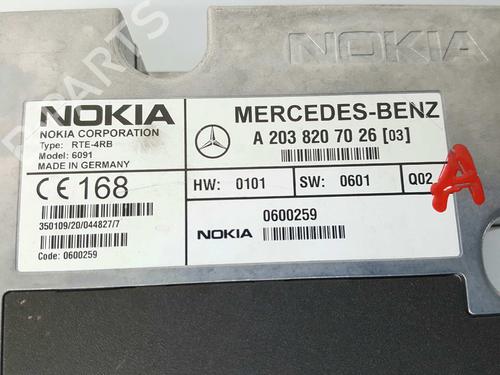 NOKIA
NOKIA
NOKIA CORPORATION
Type: RTE-4RB
Model: 6091
MADE IN GERMANY
CE 168
350109/20/044827/7
Code: 0600259
MERCEDES-BENZ
A 203 820 70 26 [03]
HW: 0101 SW: 0601 Q02
0600259
NOKIA
A
PARTS